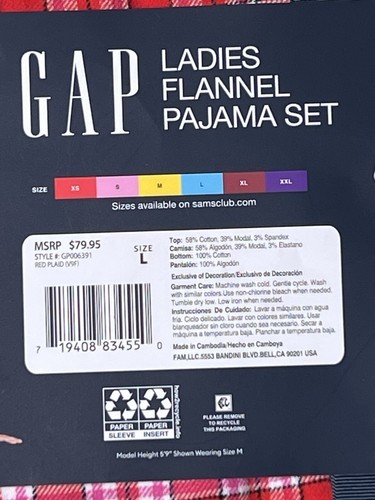 GAP
LADIES
FLANNEL
PAJAMA SET
SIZE XS S M L XL XXL
Sizes available on samsclub.com
MSRP $79.95
STYLE #: GP006391
RED PLAID (V9F)
SIZE
L
7 19408 83455 0
Top: 58% Cotton, 39% Modal, 3% Spandex
Camisa: 58% Algodón, 39% Modal, 3% Elastano
Bottom: 100% Cotton
Pantalón: 100% Algodón
Exclusive of Decoration/Exclusivo de Decoración
Garment Care: Machine wash cold. Gentle cycle. Wash
with similar colors.Use non-chlorine bleach when needed.
Tumble dry low. Iron when needed.
Instrucciones De Cuidado: Lavar a máquina con agua
fría. Ciclo delicado. Lavar con colores similares. Usar
blanqueador sin cloro cuando sea necesario. Secar a
máquina a temperatura baja. Planchar a temperatura baja.
Made in Cambodia/Hecho en Camboya
FAM,LLC.5553 BANDINI BLVD.BELL,CA 90201 USA
PAPER
SLEEVE
PAPER
INSERT
how2recycle.info
PLEASE REMOVE
TO RECYCLE
THIS PACKAGING
Model Height 5'9" Shown Wearing Size M